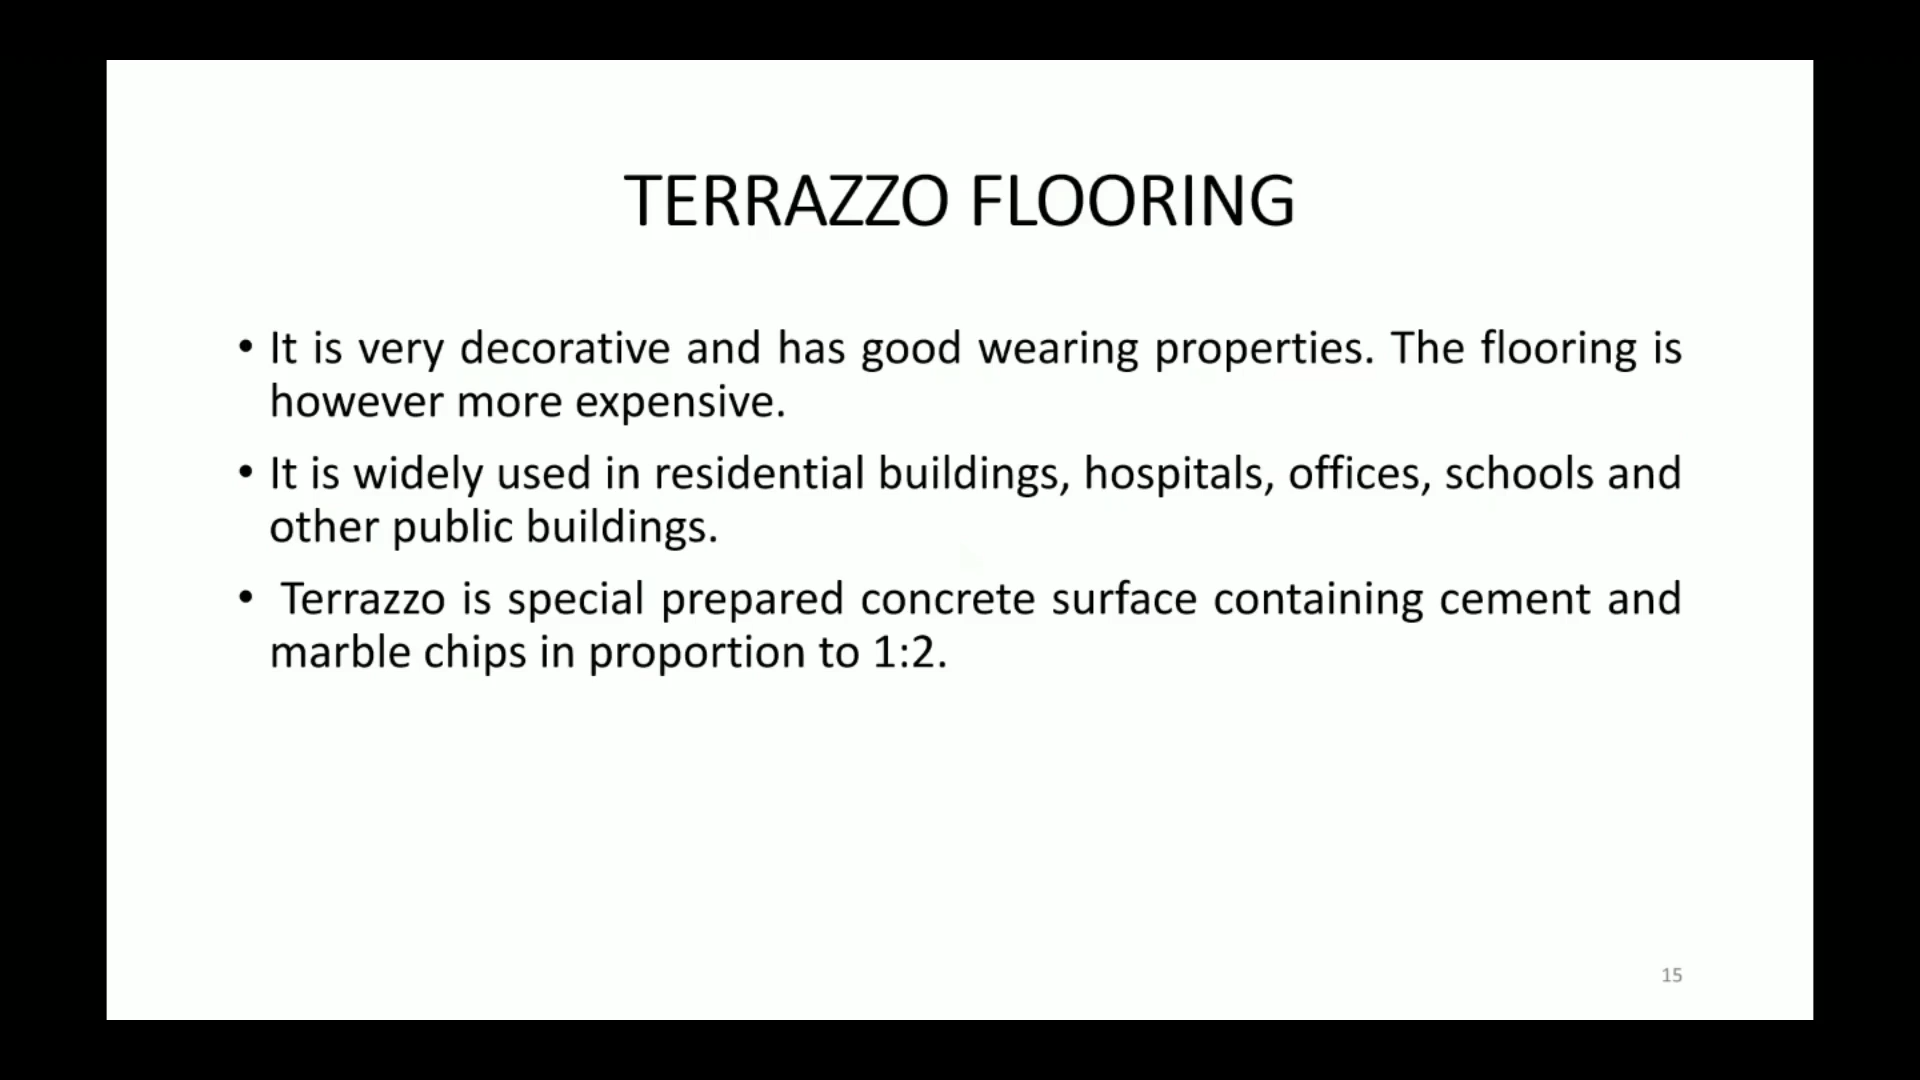 TERRAZZO FLOORING
• It is very decorative and has good wearing properties. The flooring is
however more expensive.
• It is widely used in residential buildings, hospitals, offices, schools and
other public buildings.
• Terrazzo is special prepared concrete surface containing cement and
marble chips in proportion to 1:2.
15